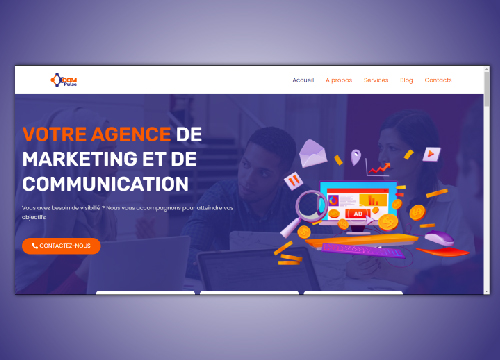 Accueil A propos Services Blog Contacts
VOTRE AGENCE DE
MARKETING ET DE
COMMUNICATION
Vous avez besoin de visibilité ? Nous vous accompagnons pour atteindre vos
objectifs
CONTACTEZ-NOUS
AD